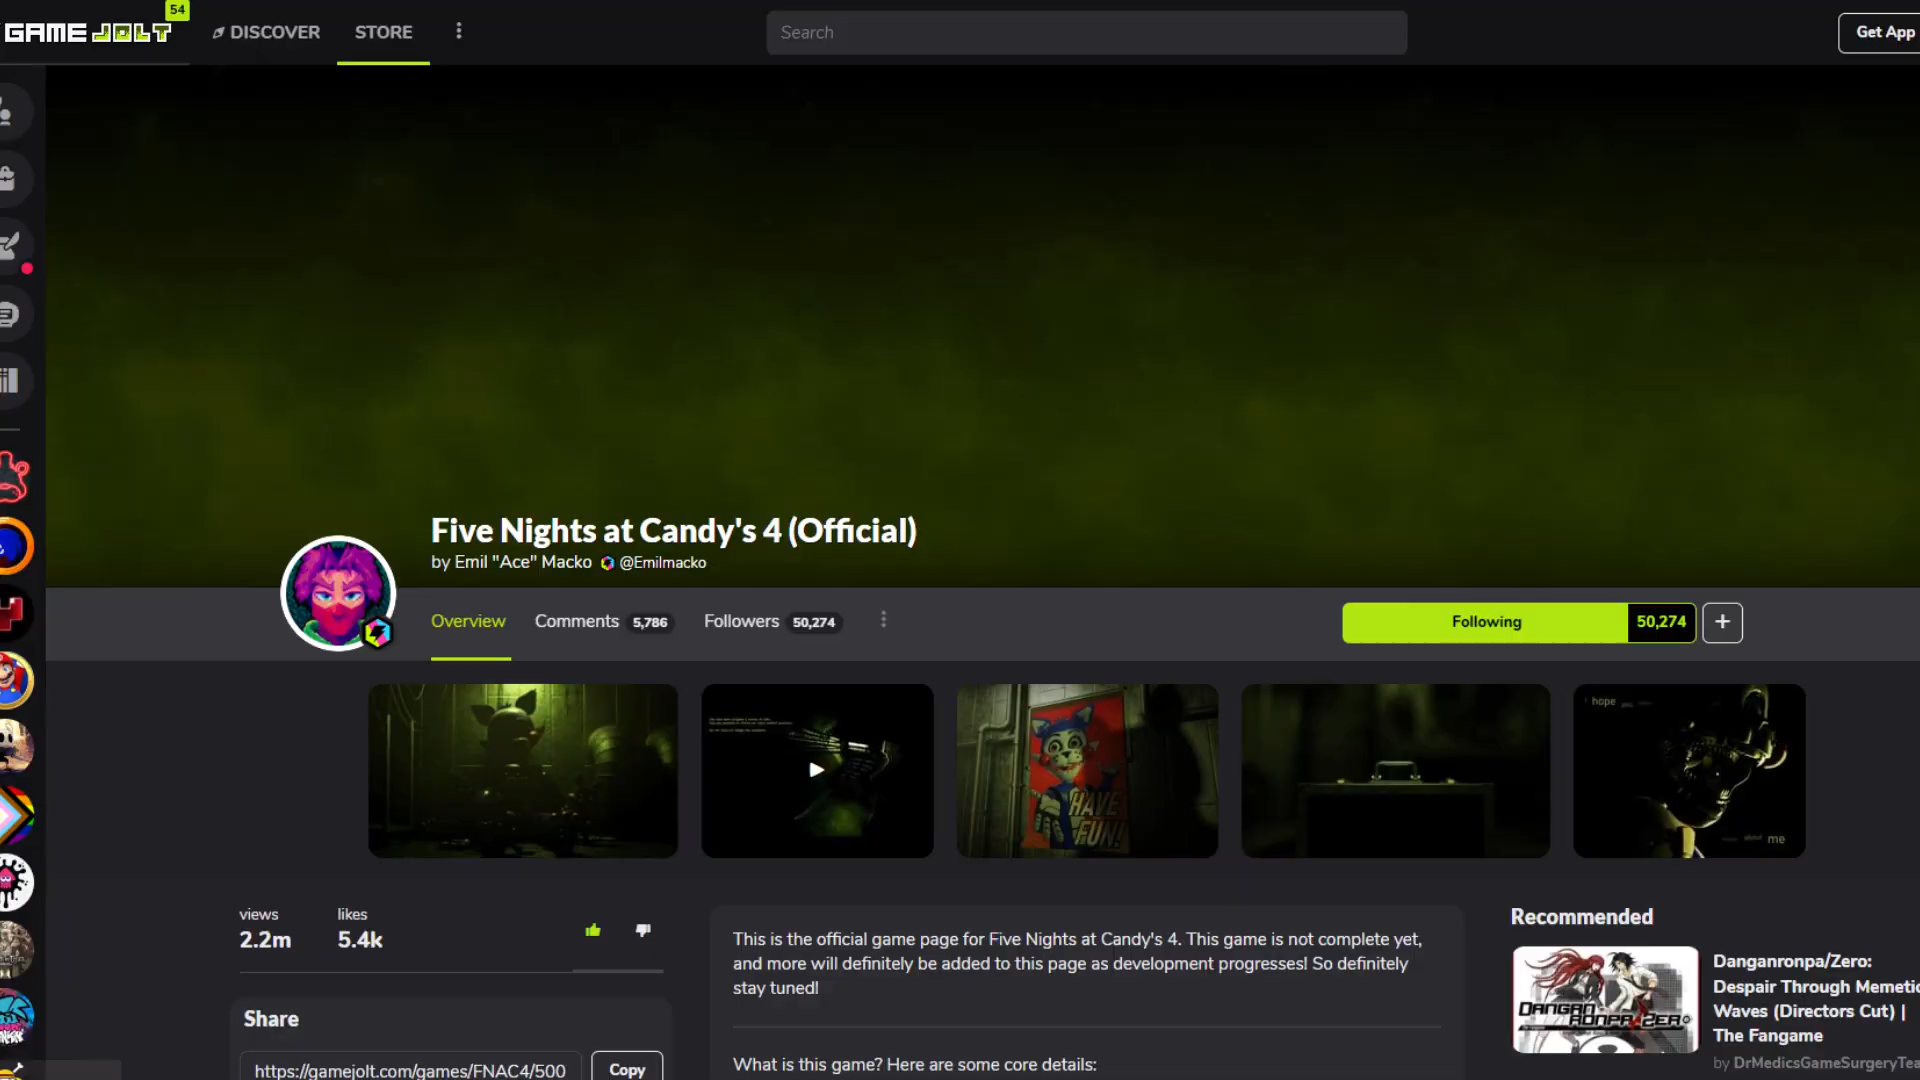 GAME JOLT
54
DISCOVER
STORE
Search
Get App
Five Nights at Candy's 4 (Official)
by Emil "Ace" Macko @Emilmacko
Overview
Comments 5,786
Followers 50,274
Following
50,274
+
HAVE
FUN!
hope
about
me
views
2.2m
likes
5.4k
This is the official game page for Five Nights at Candy's 4. This game is not complete yet,
and more will definitely be added to this page as development progresses! So definitely
stay tuned!
What is this game? Here are some core details:
Share
https://gamejolt.com/games/FNAC4/500
Copy
Recommended
DANGANRONPA/ZERO
Danganronpa/Zero:
Despair Through Memetic
Waves (Directors Cut) |
The Fangame
by DrMedicsGameSurgeryTea